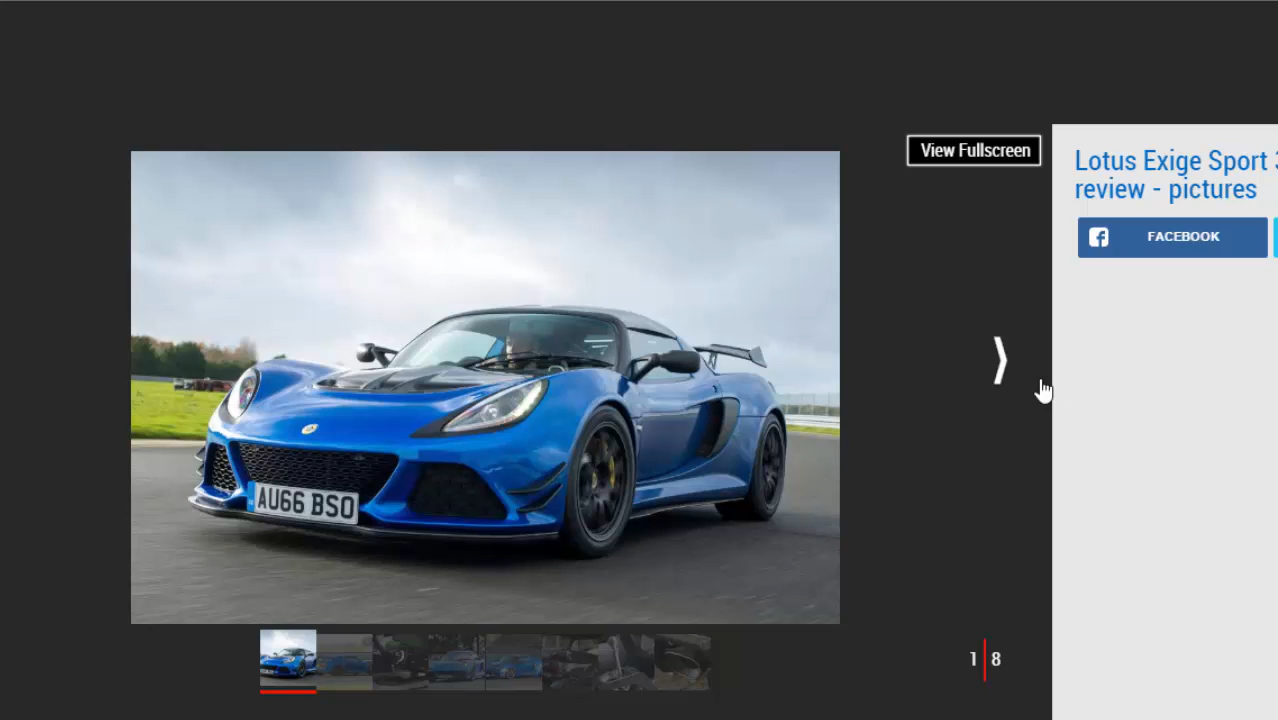 View Fullscreen
Lotus Exige Sport
review - pictures
FACEBOOK
AU66 BSO
1 8